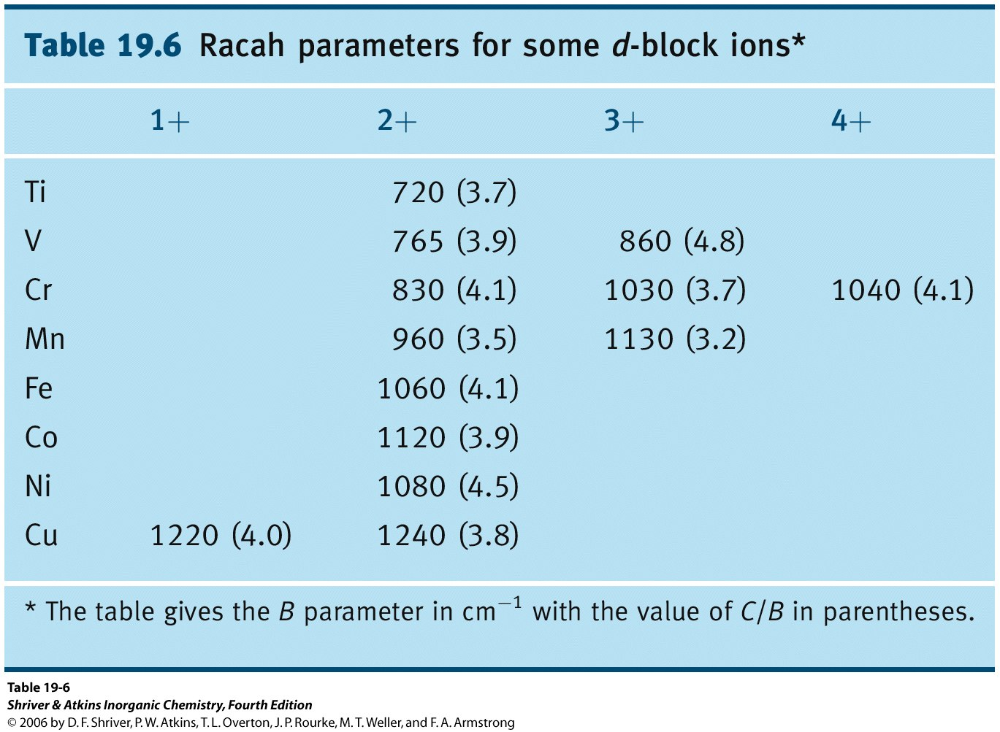 Table 19.6 Racah parameters for some d-block ions*
1+ 2+ 3+ 4+
Ti 720 (3.7)
V 765 (3.9) 860 (4.8)
Cr 830 (4.1) 1030 (3.7) 1040 (4.1)
Mn 960 (3.5) 1130 (3.2)
Fe 1060 (4.1)
Co 1120 (3.9)
Ni 1080 (4.5)
Cu 1220 (4.0) 1240 (3.8)
* The table gives the B parameter in cm⁻¹ with the value of C/B in parentheses.
Table 19-6
Shriver & Atkins Inorganic Chemistry, Fourth Edition
© 2006 by D. F. Shriver, P. W. Atkins, T. L. Overton, J. P. Rourke, M. T. Weller, and F. A. Armstrong